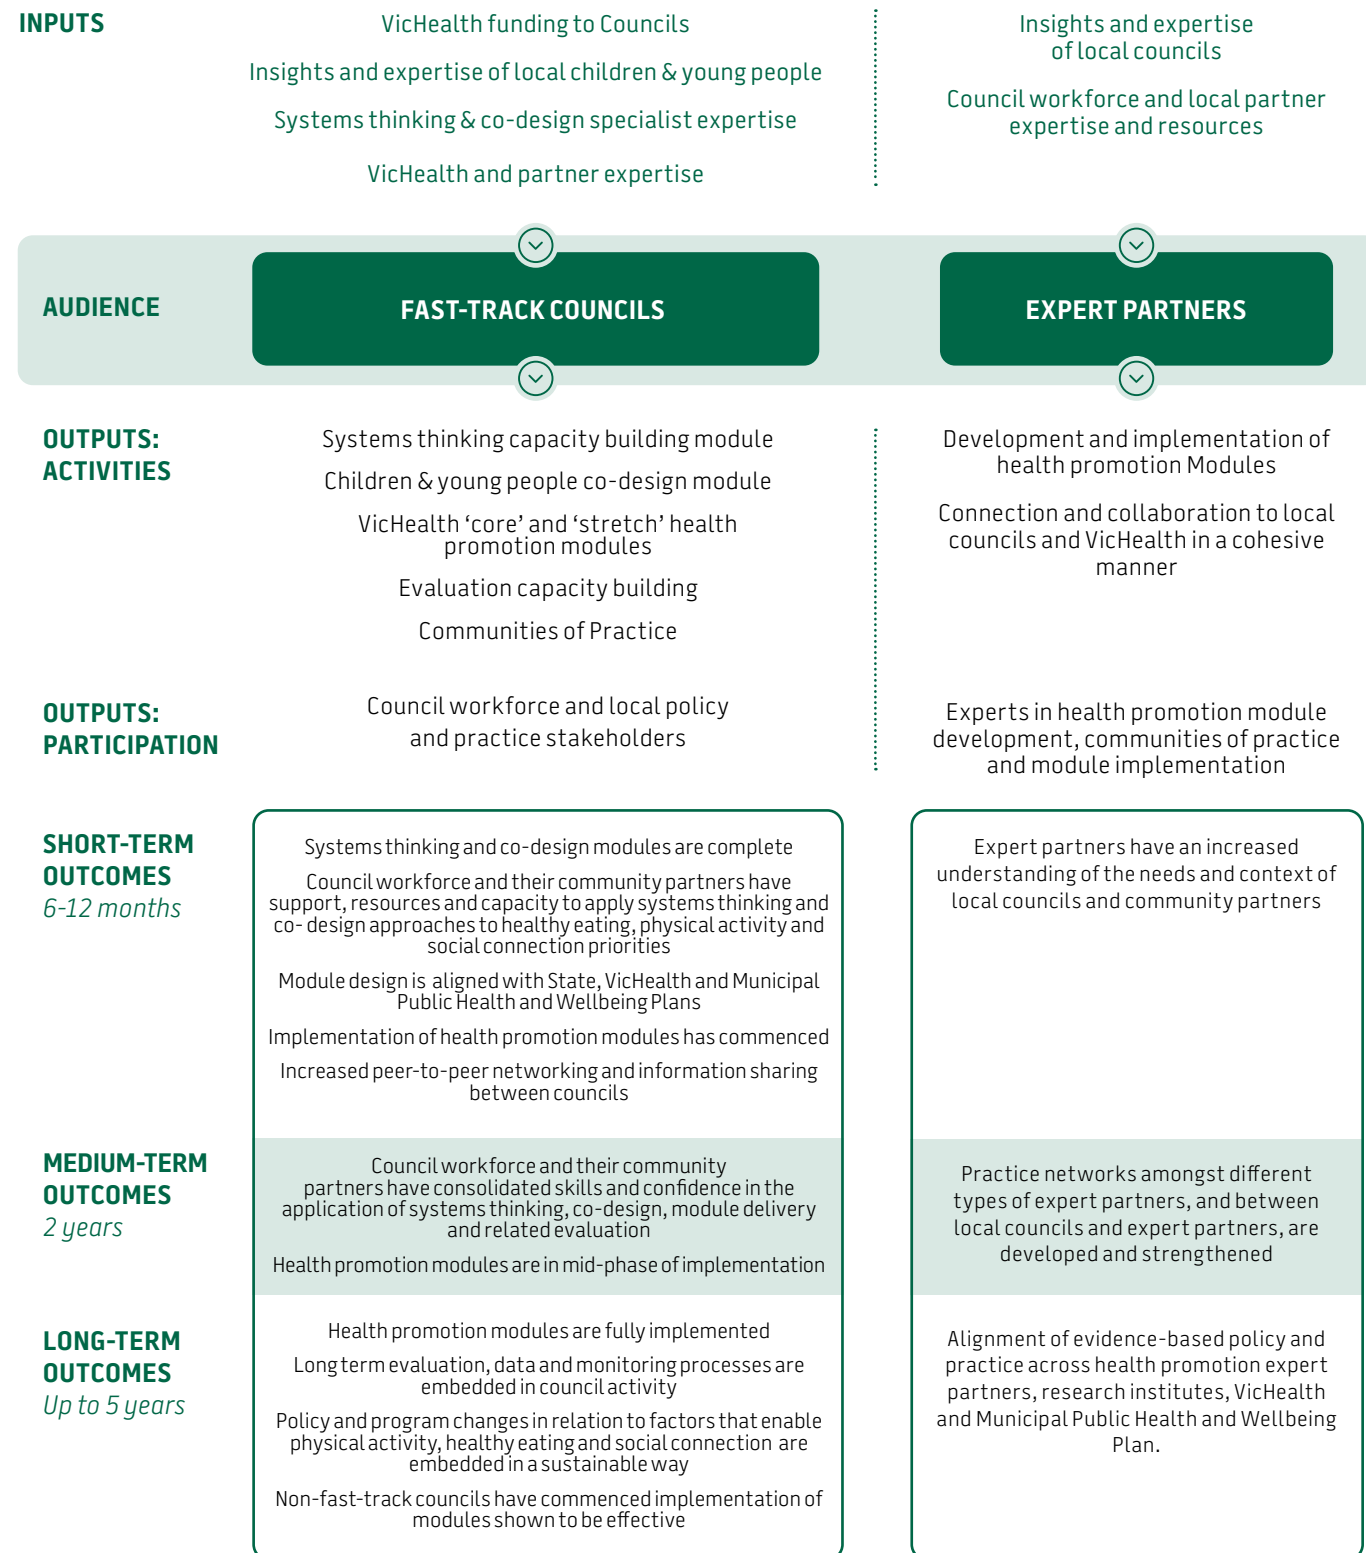 INPUTS
VicHealth funding to Councils
Insights and expertise of local children & young people
Systems thinking & co-design specialist expertise
VicHealth and partner expertise
Insights and expertise
of local councils
Council workforce and local partner
expertise and resources
AUDIENCE
FAST-TRACK COUNCILS
EXPERT PARTNERS
OUTPUTS:
ACTIVITIES
Systems thinking capacity building module
Children & young people co-design module
VicHealth ‘core’ and ‘stretch’ health
promotion modules
Evaluation capacity building
Communities of Practice
Development and implementation of
health promotion Modules
Connection and collaboration to local
councils and VicHealth in a cohesive
manner
OUTPUTS:
PARTICIPATION
Council workforce and local policy
and practice stakeholders
Experts in health promotion module
development, communities of practice
and module implementation
SHORT-TERM
OUTCOMES
6-12 months
Systems thinking and co-design modules are complete
Council workforce and their community partners have
support, resources and capacity to apply systems thinking and
co- design approaches to healthy eating, physical activity and
social connection priorities
Module design is aligned with State, VicHealth and Municipal
Public Health and Wellbeing Plans
Implementation of health promotion modules has commenced
Increased peer-to-peer networking and information sharing
between councils
Expert partners have an increased
understanding of the needs and context of
local councils and community partners
MEDIUM-TERM
OUTCOMES
2 years
Council workforce and their community
partners have consolidated skills and confidence in the
application of systems thinking, co-design, module delivery
and related evaluation
Health promotion modules are in mid-phase of implementation
Practice networks amongst different
types of expert partners, and between
local councils and expert partners, are
developed and strengthened
LONG-TERM
OUTCOMES
Up to 5 years
Health promotion modules are fully implemented
Long term evaluation, data and monitoring processes are
embedded in council activity
Policy and program changes in relation to factors that enable
physical activity, healthy eating and social connection are
embedded in a sustainable way
Non-fast-track councils have commenced implementation of
modules shown to be effective
Alignment of evidence-based policy and
practice across health promotion expert
partners, research institutes, VicHealth
and Municipal Public Health and Wellbeing
Plan.